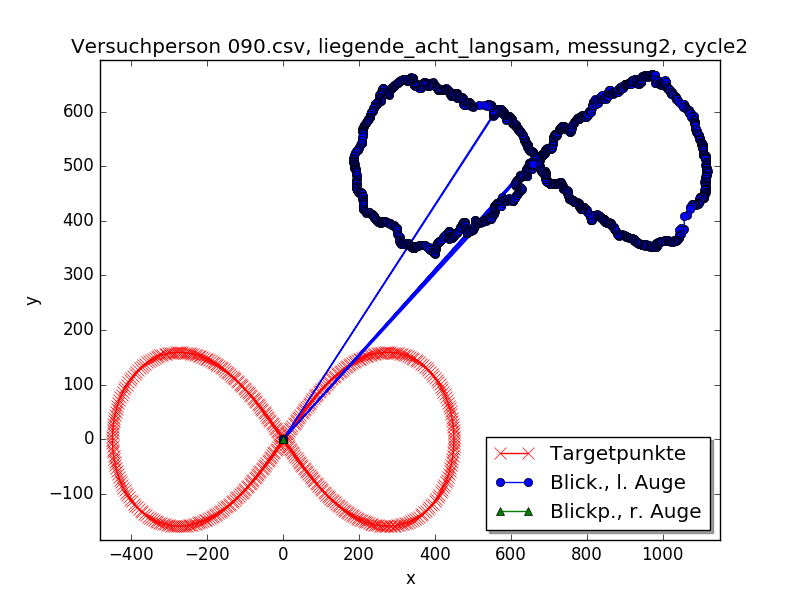 Versuchperson 090.csv, liegende_acht_langsam, messung2, cycle2
y
600
500
400
300
200
100
0
−100
−400 −200 0 200 400 600 800 1000
x
Targetpunkte
Blick., l. Auge
Blickp., r. Auge